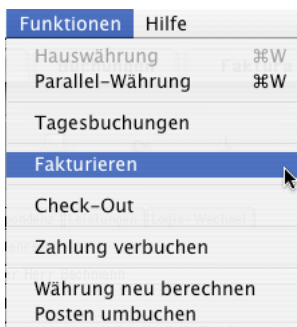 Funktionen Hilfe
Hauswährung ⌘W
Parallel-Währung ⌘W
Tagesbuchungen
Fakturieren
Check-Out
Zahlung verbuchen
Währung neu berechnen
Posten umbuchen